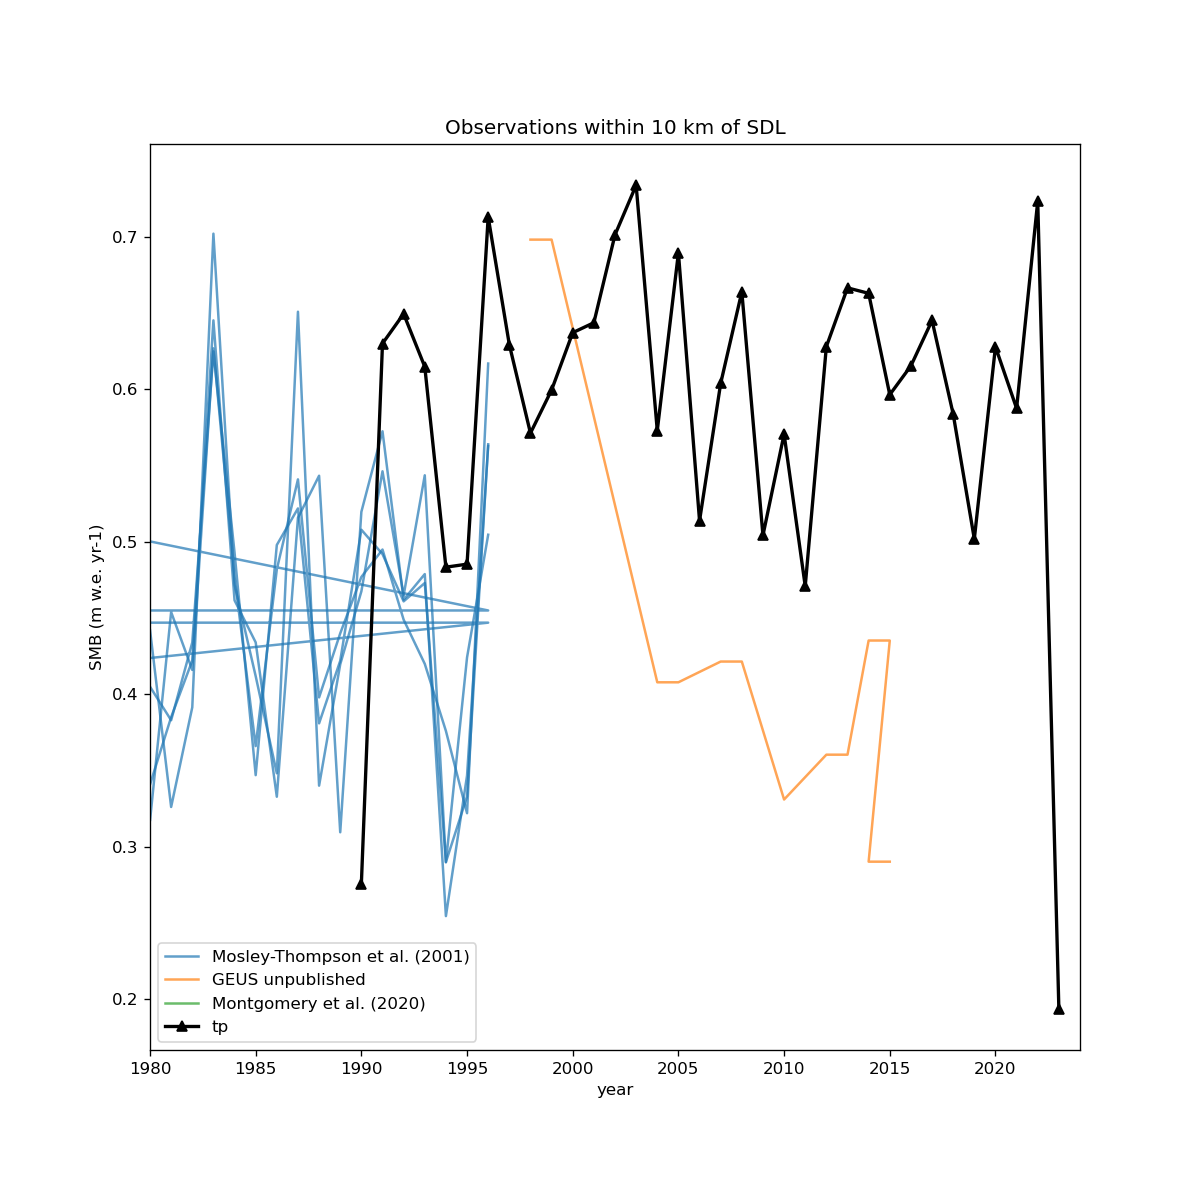 Observations within 10 km of SDL
SMB (m w.e. yr-1)
0.7
0.6
0.5
0.4
0.3
0.2
Mosley-Thompson et al. (2001)
GEUS unpublished
Montgomery et al. (2020)
tp
1980 1985 1990 1995 2000 2005 2010 2015 2020
year